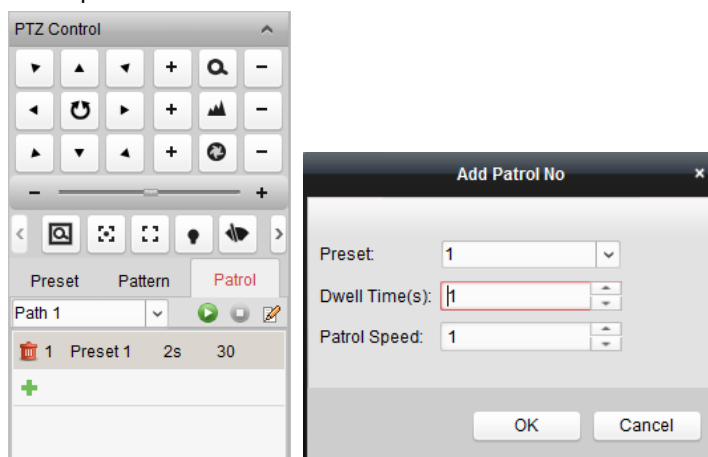 PTZ Control
Preset Pattern Patrol
Path 1
1 Preset 1 2s 30
Add Patrol No
Preset: 1
Dwell Time(s): 1
Patrol Speed: 1
OK Cancel